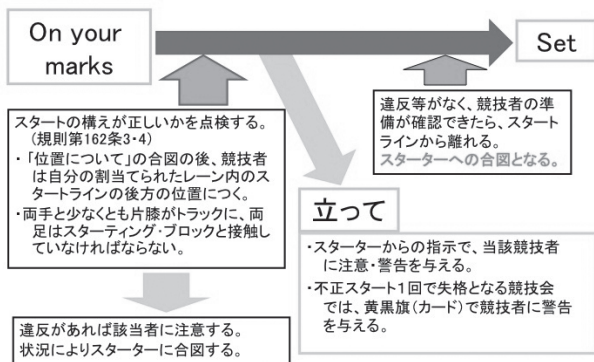 On your
marks
Set
スタートの構えが正しいかを点検する。
(規則第162条3・4)
・「位置について」の合図の後、競技者
は自分の割当てられたレーン内のス
タートラインの後方の位置につく。
・両手と少なくとも片膝がトラックに、両
足はスターティング・ブロックと接触し
ていなければならない。
違反等がなく、競技者の準
備が確認できたら、スタート
ラインから離れる。
スターターへの合図となる。
立って
・スターターからの指示で、当該競技者
に注意・警告を与える。
・不正スタート1回で失格となる競技会
では、黄黒旗(カード)で競技者に警告
を与える。
違反があれば該当者に注意する。
状況によりスターターに合図する。